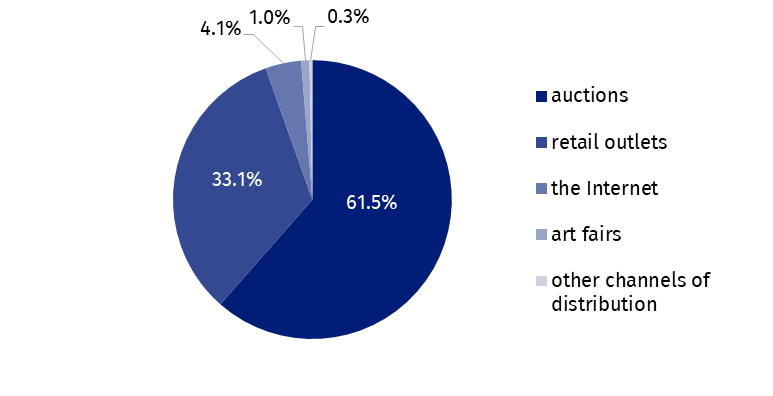 4.1%
1.0%
0.3%
33.1%
61.5%
auctions
retail outlets
the Internet
art fairs
other channels of
distribution